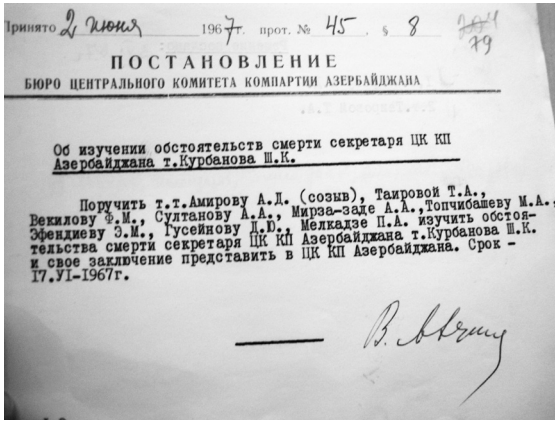 Принято 2 июня 1967г. прот. № 45. § 8
204
79
ПОСТАНОВЛЕНИЕ
БЮРО ЦЕНТРАЛЬНОГО КОМИТЕТА КОМПАРТИИ АЗЕРБАЙДЖАНА
Об изучении обстоятельств смерти секретаря ЦК КП
Азербайджана т.Курбанова Ш.К.
Поручить т.т.Амирову А.Д. (созыв), Таировой Т.А.,
Векилову Ф.М., Султанову А.А., Мирза-заде А.А.,Топчибашеву М.А.,
Эфендиеву Э.М., Гусейнову Д.Ю., Мелкадзе П.А. изучить обстоя-
тельства смерти секретаря ЦК КП Азербайджана т.Курбанова Ш.К.
и свое заключение представить в ЦК КП Азербайджана. Срок -
17.VI-1967г.
В.